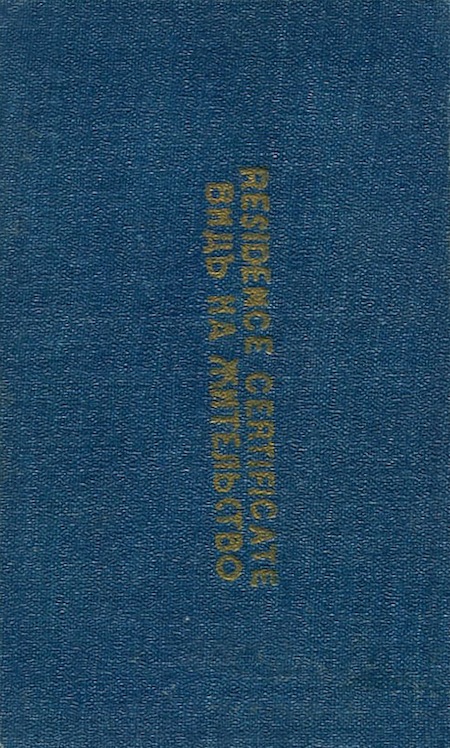 RESIDENCE CERTIFICATE
ВИДЪ НА ЖИТЕЛЬСТВО